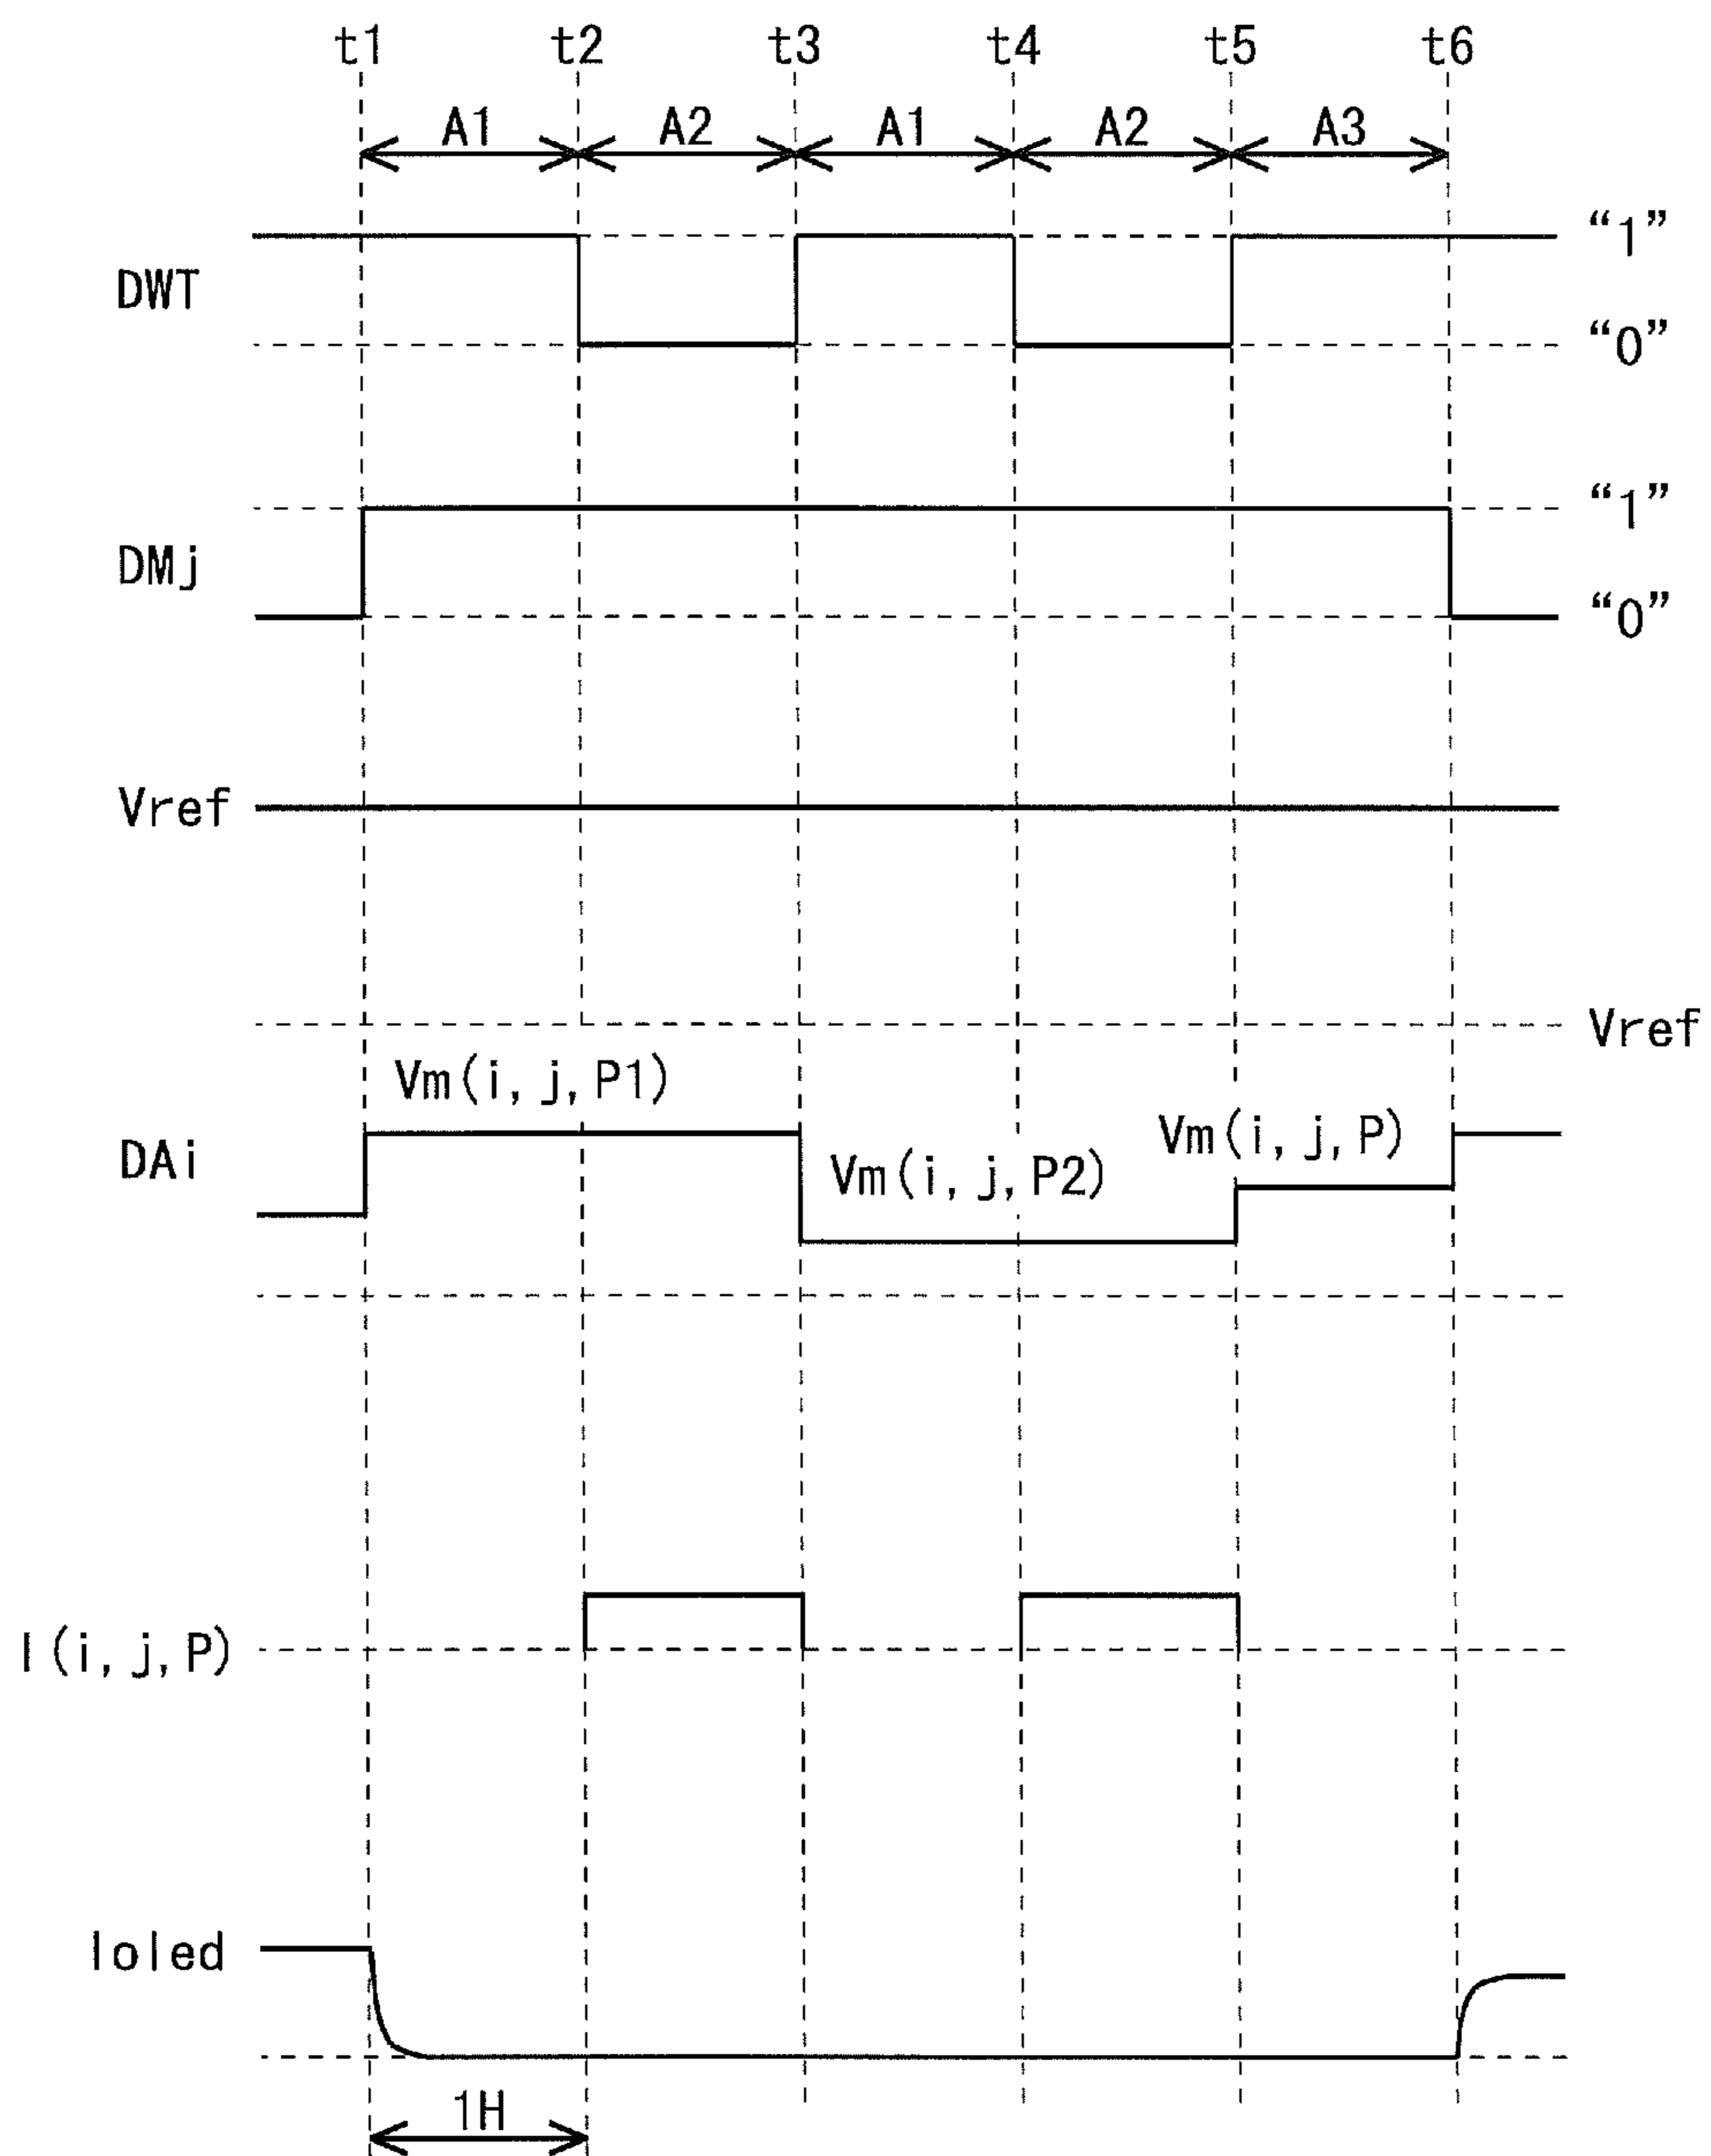 t1 t2 t3 t4 t5 t6
A1 A2 A1 A2 A3
“1”
DWT
“0”
“1”
DMj
“0”
Vref
Vref
Vm(i, j, P1)
DAi
Vm(i, j, P2)
Vm(i, j, P)
I(i, j, P)
Ioled
1H